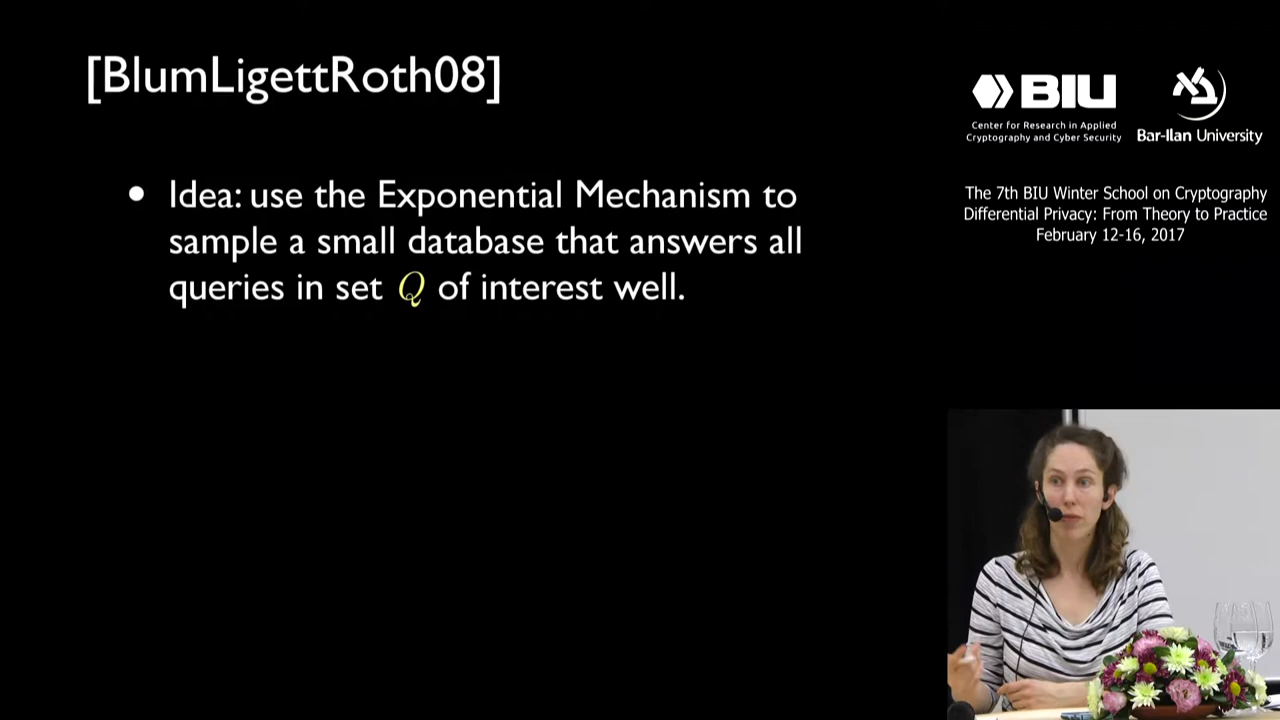 [BlumLigettRoth08]
• Idea: use the Exponential Mechanism to
sample a small database that answers all
queries in set Q of interest well.
BIU
Center for Research in Applied
Cryptography and Cyber Security
Bar-Ilan University
The 7th BIU Winter School on Cryptography
Differential Privacy: From Theory to Practice
February 12-16, 2017